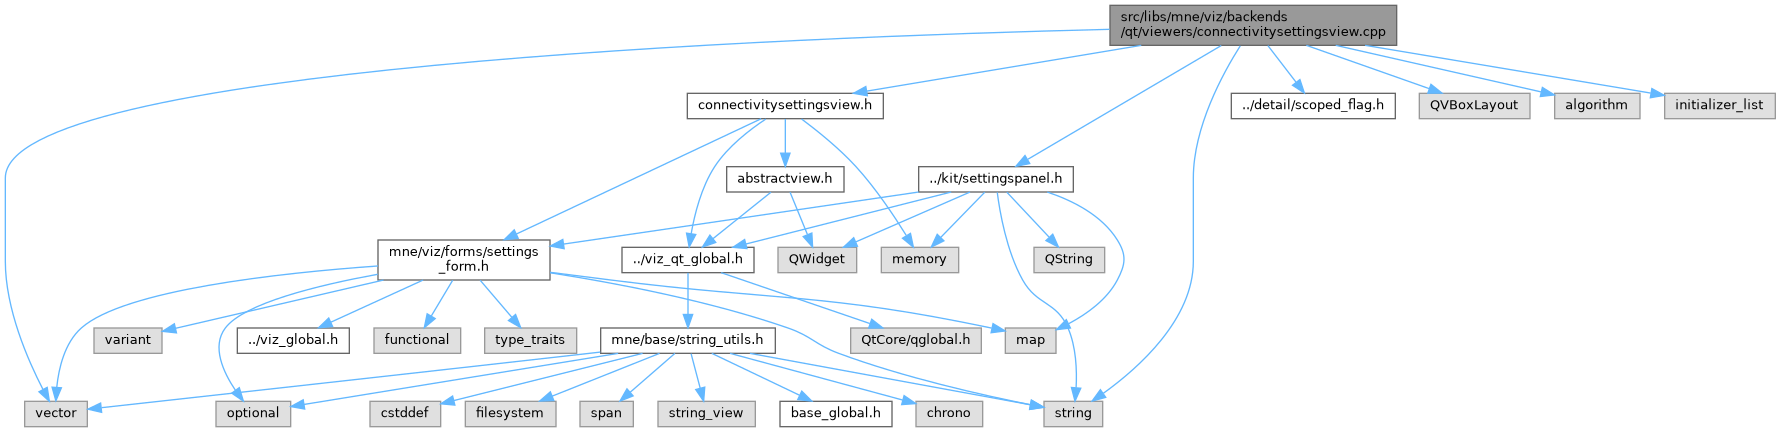 src/libs/mne/viz/backends
/qt/viewers/connectivitysettingsview.cpp
connectivitysettingsview.h
../detail/scoped_flag.h
QVBoxLayout
algorithm
initializer_list
abstractview.h
../kit/settingspanel.h
mne/viz/forms/settings
_form.h
../viz_qt_global.h
QWidget
memory
QString
variant
../viz_global.h
functional
type_traits
mne/base/string_utils.h
QtCore/qglobal.h
map
vector
optional
cstddef
filesystem
span
string_view
base_global.h
chrono
string